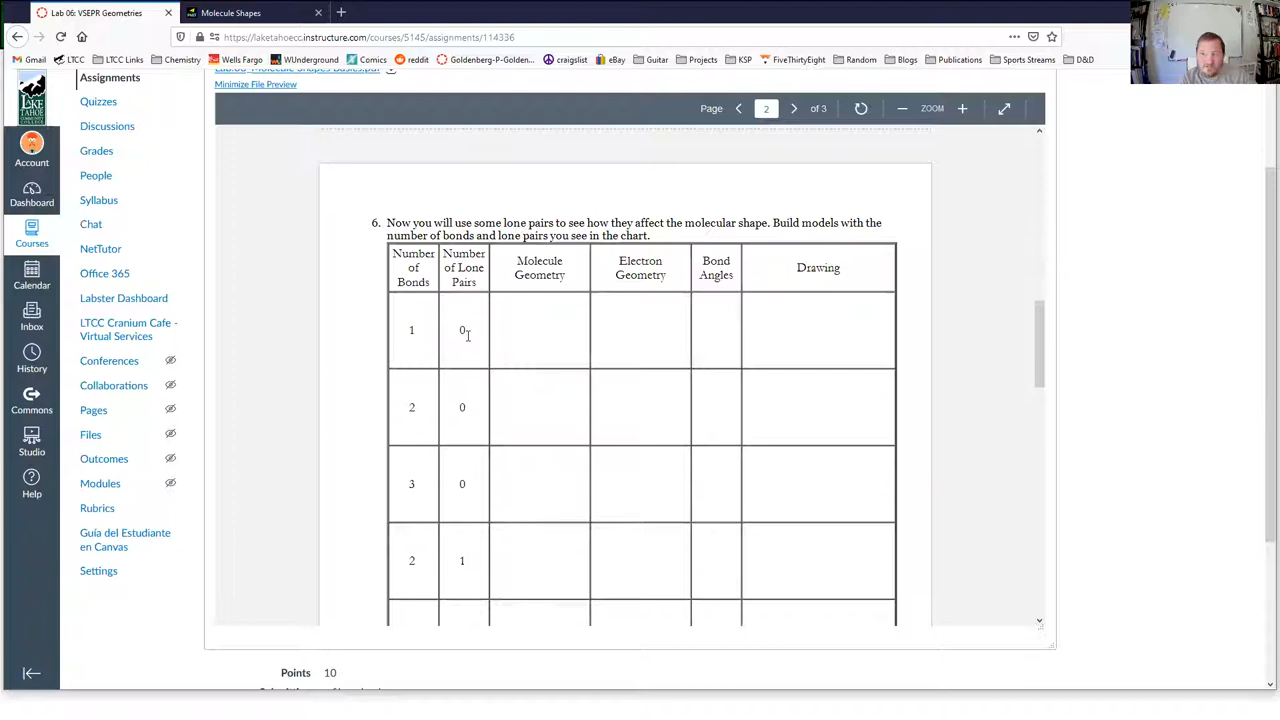 Lab 06: VSEPR Geometries
Molecule Shapes
https://laketahoecc.instructure.com/courses/5145/assignments/114336
Gmail LTCC LTCC Links Chemistry Wells Fargo WUnderground Comics reddit Goldenberg-P-Golden... craigslist eBay Guitar Projects KSP FiveThirtyEight Random Blogs Publications Sports Streams D&D
LAKE TAHOE
Account
Dashboard
Courses
Calendar
Inbox
History
Commons
Studio
Help
Assignments
Quizzes
Discussions
Grades
People
Syllabus
Chat
NetTutor
Office 365
Labster Dashboard
LTCC Cranium Cafe -
Virtual Services
Conferences
Collaborations
Pages
Files
Outcomes
Modules
Rubrics
Guía del Estudiante
en Canvas
Settings
Minimize File Preview
Page 2 of 3 ZOOM
6. Now you will use some lone pairs to see how they affect the molecular shape. Build models with the
number of bonds and lone pairs you see in the chart.
Number of Bonds Number of Lone Pairs Molecule Geometry Electron Geometry Bond Angles Drawing
1 0
2 0
3 0
2 1
Points 10